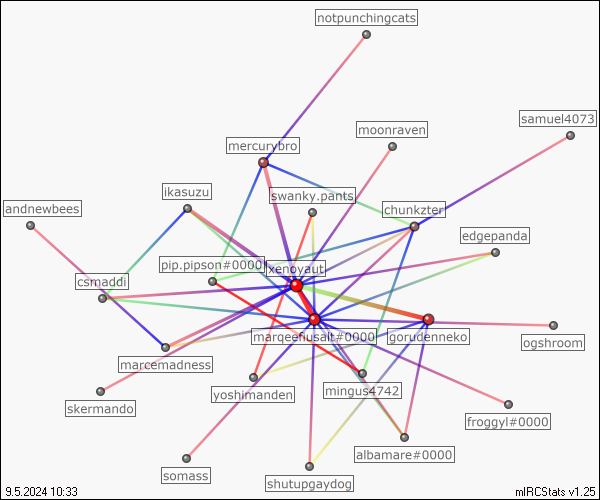 notpunchingcats
samuel4073
moonraven
mercurybro
ikasuzu
swanky.pants
andnewbees
chunkzter
edgepanda
pip.pipson#0000
xenoyaut
csmaddi
marqeefiusalt#0000
gorudenneko
ogshroom
marcemadness
skermando
yoshimanden
mingus4742
froggyl#0000
albamare#0000
somass
shutupgaydog
9.5.2024 10:33
mIRCStats v1.25